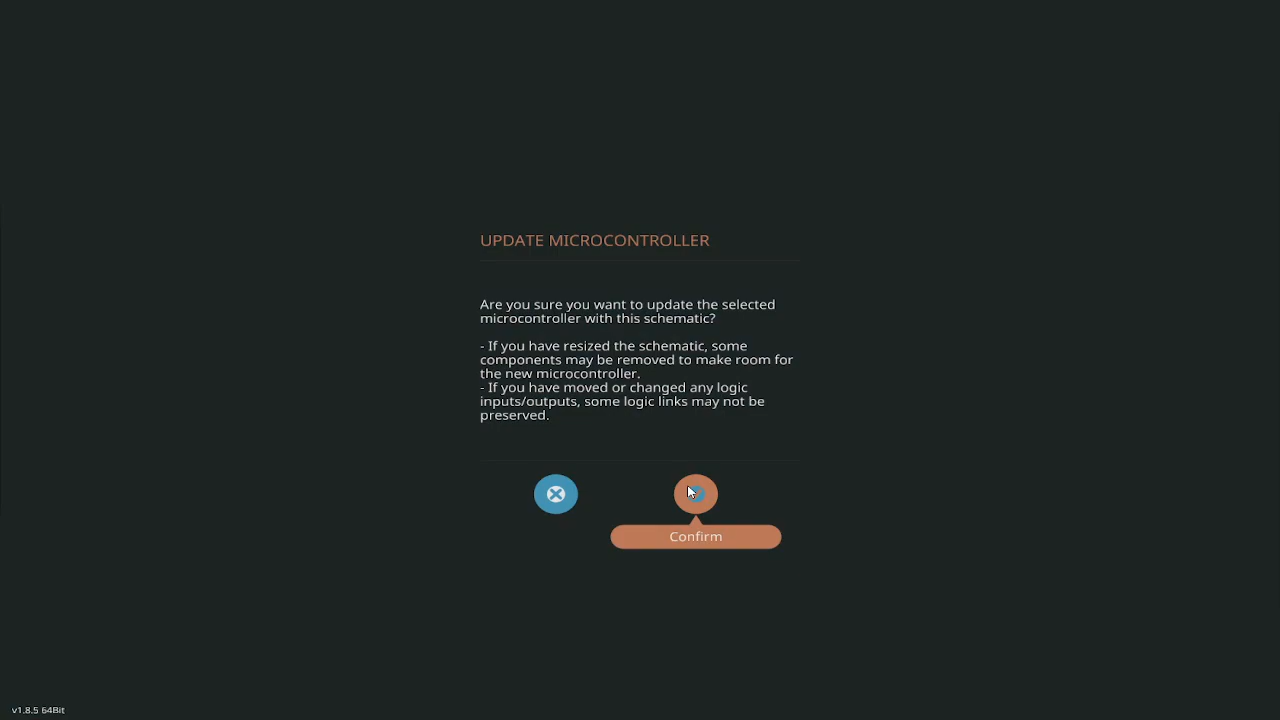 UPDATE MICROCONTROLLER
Are you sure you want to update the selected
microcontroller with this schematic?
- If you have resized the schematic, some
components may be removed to make room for
the new microcontroller.
- If you have moved or changed any logic
inputs/outputs, some logic links may not be
preserved.
Confirm
v1.8.5 64Bit